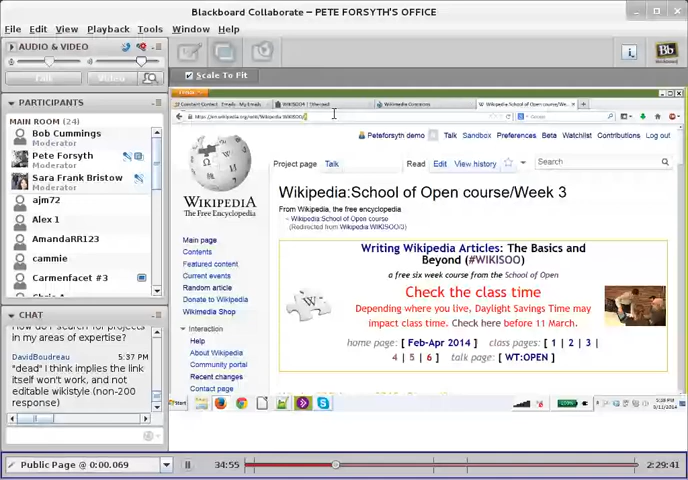 Blackboard Collaborate – PETE FORSYTH'S OFFICE
File Edit View Playback Tools Window Help
AUDIO & VIDEO
Talk Video
Scale To Fit
PARTICIPANTS
MAIN ROOM (24)
Bob Cummings
Moderator
Pete Forsyth
Moderator
Sara Frank Bristow
Moderator
ajm72
Alex 1
AmandaRR123
cammie
Carmenfacet #3
CHAT
in my areas of expertise?
DavidBoudreau 5:37 PM
"dead" I think implies the link
itself won't work, and not
editable wikistyle (non-200
response)
Peteforsyth demo Talk Sandbox Preferences Beta Watchlist Contributions Log out
Project page Talk Read Edit View history Search
WIKIPEDIA
The Free Encyclopedia
Main page
Contents
Featured content
Current events
Random article
Donate to Wikipedia
Wikimedia Shop
Interaction
Help
About Wikipedia
Community portal
Recent changes
Contact page
Wikipedia:School of Open course/Week 3
From Wikipedia, the free encyclopedia
< Wikipedia:School of Open course
(Redirected from Wikipedia:WIKISOO/3)
Writing Wikipedia Articles: The Basics and
Beyond (#WIKISOO)
a free six week course from the School of Open
Check the class time
Depending where you live, Daylight Savings Time may
impact class time. Check here before 11 March.
home page: [ Feb-Apr 2014 ] class pages: [ 1 | 2 | 3 |
4 | 5 | 6 ] talk page: [ WT:OPEN ]
Public Page @ 0:00.069 34:55 2:29:41